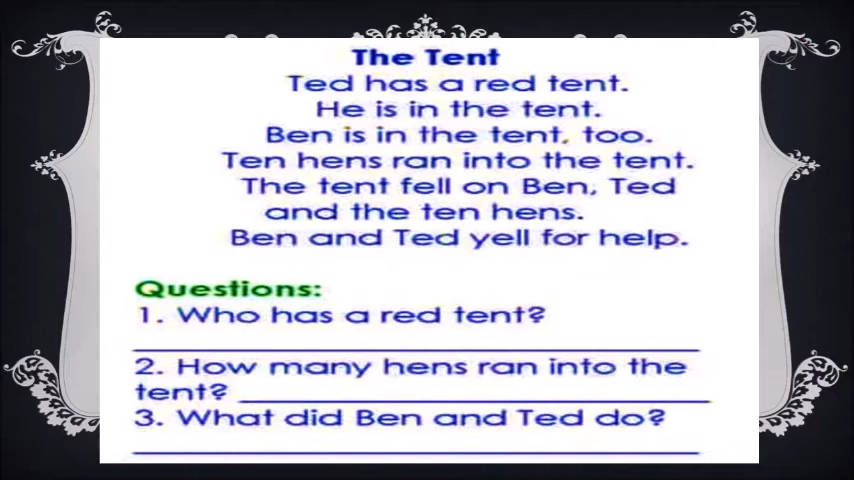 The Tent
Ted has a red tent.
He is in the tent.
Ben is in the tent, too.
Ten hens ran into the tent.
The tent fell on Ben, Ted
and the ten hens.
Ben and Ted yell for help.
Questions:
1. Who has a red tent?
2. How many hens ran into the
tent?
3. What did Ben and Ted do?